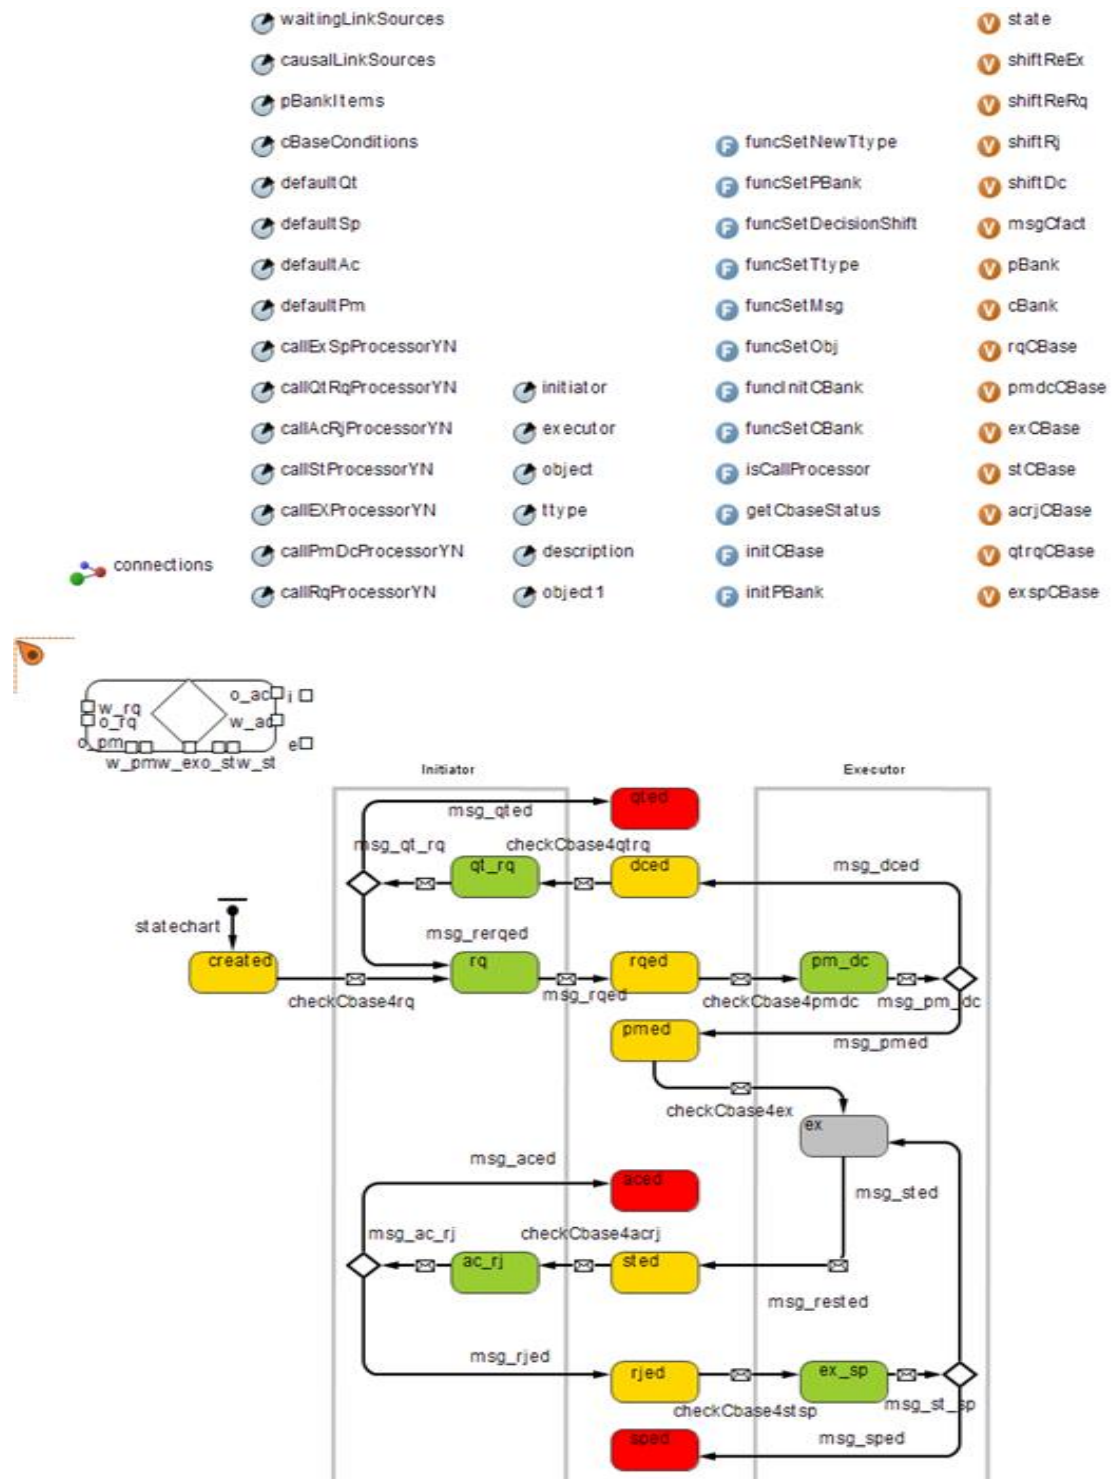 waitingLinkSources
state
causalLinkSources
shiftReEx
pBankItems
shiftReRq
cBaseConditions
funcSetNewTtype
shiftRj
defaultQt
funcSetPBank
shiftDc
defaultSp
funcSetDecisionShift
msgCfact
defaultAc
funcSetTtype
pBank
defaultPm
funcSetMsg
cBank
callExSpProcessorYN
funcSetObj
rqCBase
callQtRqProcessorYN
initiator
funcInitCBank
pmdcCBase
callAcRjProcessorYN
executor
funcSetCBank
exCBase
callStProcessorYN
object
isCallProcessor
stCBase
callEXProcessorYN
ttype
getCbaseStatus
acrjCBase
connections
callPmDcProcessorYN
description
initCBase
qtrqCBase
callRqProcessorYN
object1
initPBank
exspCBase
o_ac
i
w_rq
o_rq
w_ac
o_pm
e
w_pm
w_ex
o_st
w_st
Initiator
Executor
qted
msg_qted
msg_qt_rq
checkCbase4qtrq
qt_rq
dced
msg_dced
statechart
msg_rerqed
created
rq
rqed
pm_dc
checkCbase4rq
msg_rqed
checkCbase4pmdc
msg_pm_dc
pmed
msg_pmed
checkCbase4ex
ex
msg_aced
aced
msg_sted
msg_ac_rj
checkCbase4acrj
ac_rj
sted
msg_rested
msg_rjed
rjed
ex_sp
checkCbase4stsp
msg_st_sp
sped
msg_sped